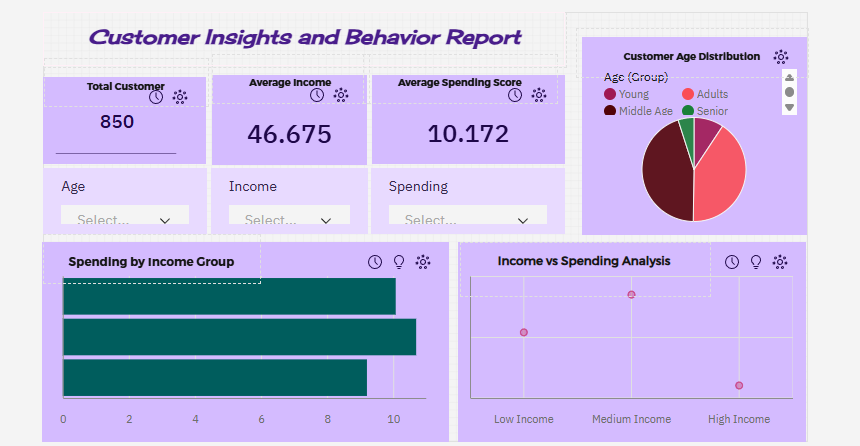 Customer Insights and Behavior Report
Total Customer
850
Average Income
46.675
Average Spending Score
10.172
Customer Age Distribution
Age (Group)
Young
Adults
Middle Age
Senior
Age
Select...
Income
Select...
Spending
Select...
Spending by Income Group
0 2 4 6 8 10
Income vs Spending Analysis
Low Income Medium Income High Income